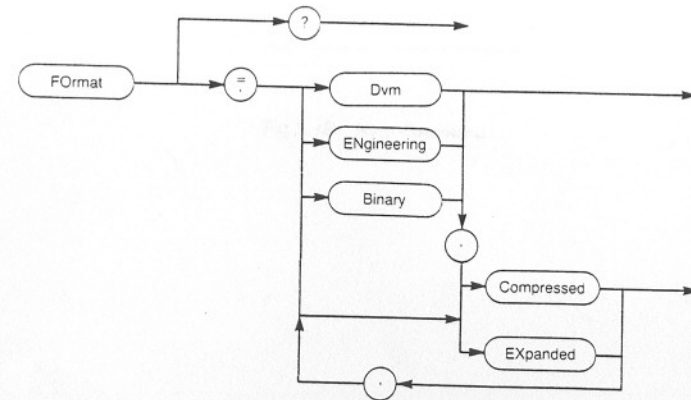 ?
FOrmat
=
,
Dvm
ENgineering
Binary
,
Compressed
EXpanded
,